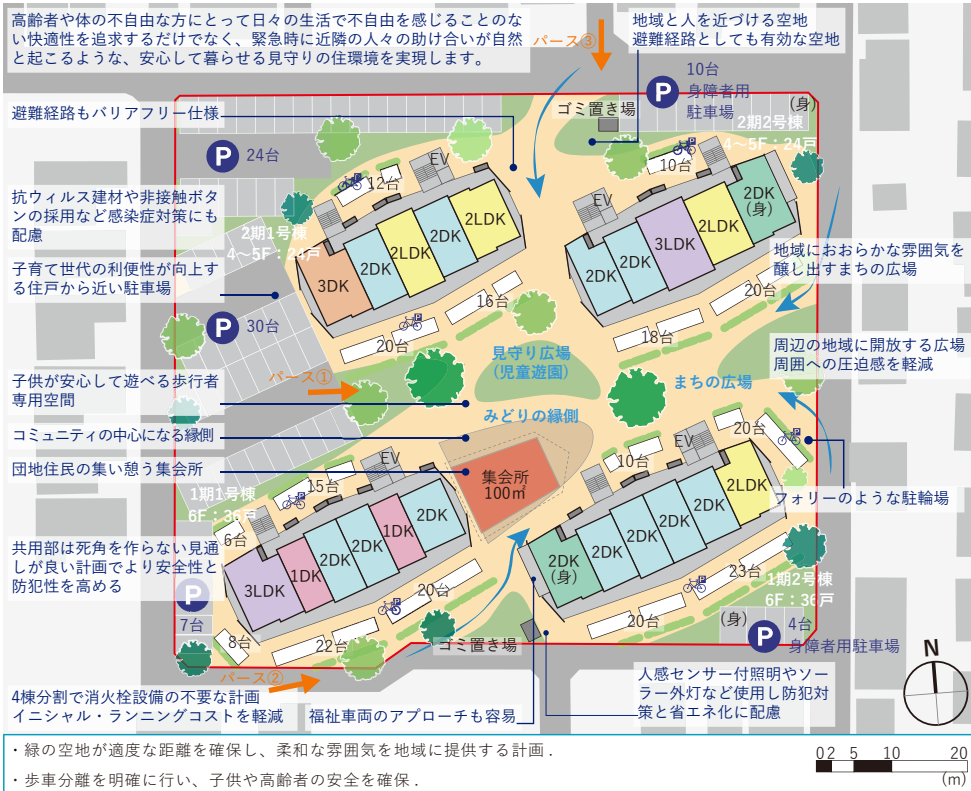 高齢者や体の不自由な方にとって日々の生活で不自由を感じることのな
い快適性を追求するだけでなく、緊急時に近隣の人々の助け合いが自然
と起こるような、安心して暮らせる見守りの住環境を実現します。
パース③
地域と人を近づける空地
避難経路としても有効な空地
避難経路もバリアフリー仕様
ゴミ置き場
P
10台
身障者用
駐車場
(身)
2期2号棟
4〜5F：24戸
P
24台
EV
12台
10台
EV
抗ウィルス建材や非接触ボタ
ンの採用など感染症対策にも
配慮
2期1号棟
4〜5F：24戸
3DK
2DK
2LDK
2DK
2LDK
2DK
2DK
3LDK
2LDK
2DK
(身)
地域におおらかな雰囲気を
醸し出すまちの広場
子育て世代の利便性が向上す
る住戸から近い駐車場
P
30台
16台
20台
20台
18台
見守り広場
(児童遊園)
周辺の地域に開放する広場
周囲への圧迫感を軽減
パース①
まちの広場
子供が安心して遊べる歩行者
専用空間
みどりの縁側
コミュニティの中心になる縁側
EV
EV
20台
団地住民の集い憩う集会所
集会所
100㎡
10台
15台
フォリーのような駐輪場
1期1号棟
6F：36戸
6台
3LDK
1DK
2DK
2DK
1DK
2DK
2DK
(身)
2DK
2DK
2DK
2LDK
共用部は死角を作らない見通
しが良い計画でより安全性と
防犯性を高める
P
7台
20台
23台
1期2号棟
6F：36戸
8台
22台
20台
ゴミ置き場
(身)
P
4台
身障者用駐車場
パース②
4棟分割で消火栓設備の不要な計画
イニシャル・ランニングコストを軽減
福祉車両のアプローチも容易
人感センサー付照明やソー
ラー外灯など使用し防犯対
策と省エネ化に配慮
N
・緑の空地が適度な距離を確保し、柔和な雰囲気を地域に提供する計画．
・歩車分離を明確に行い、子供や高齢者の安全を確保．
0 2 5 10 20
(m)